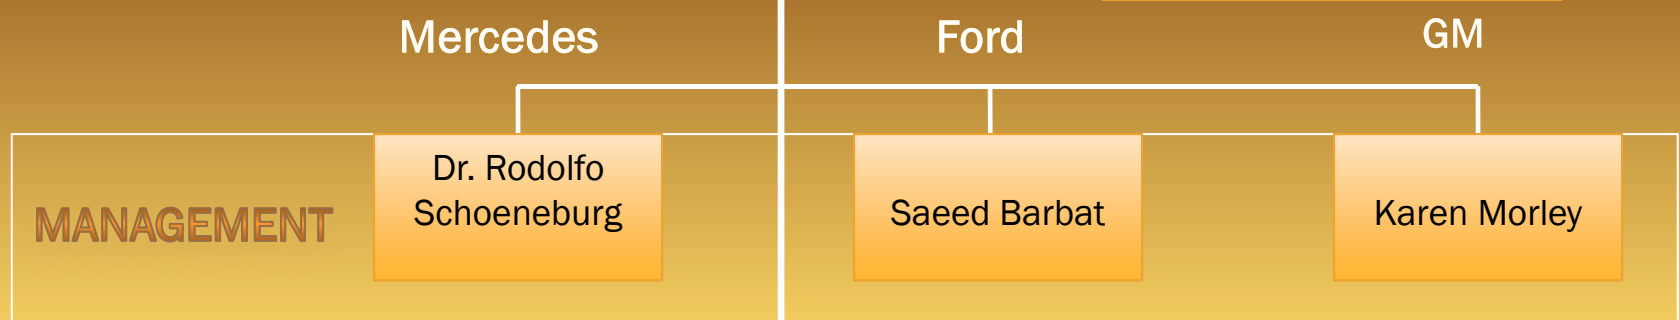 Mercedes
Ford
GM
MANAGEMENT
Dr. Rodolfo
Schoeneburg
Saeed Barbat
Karen Morley